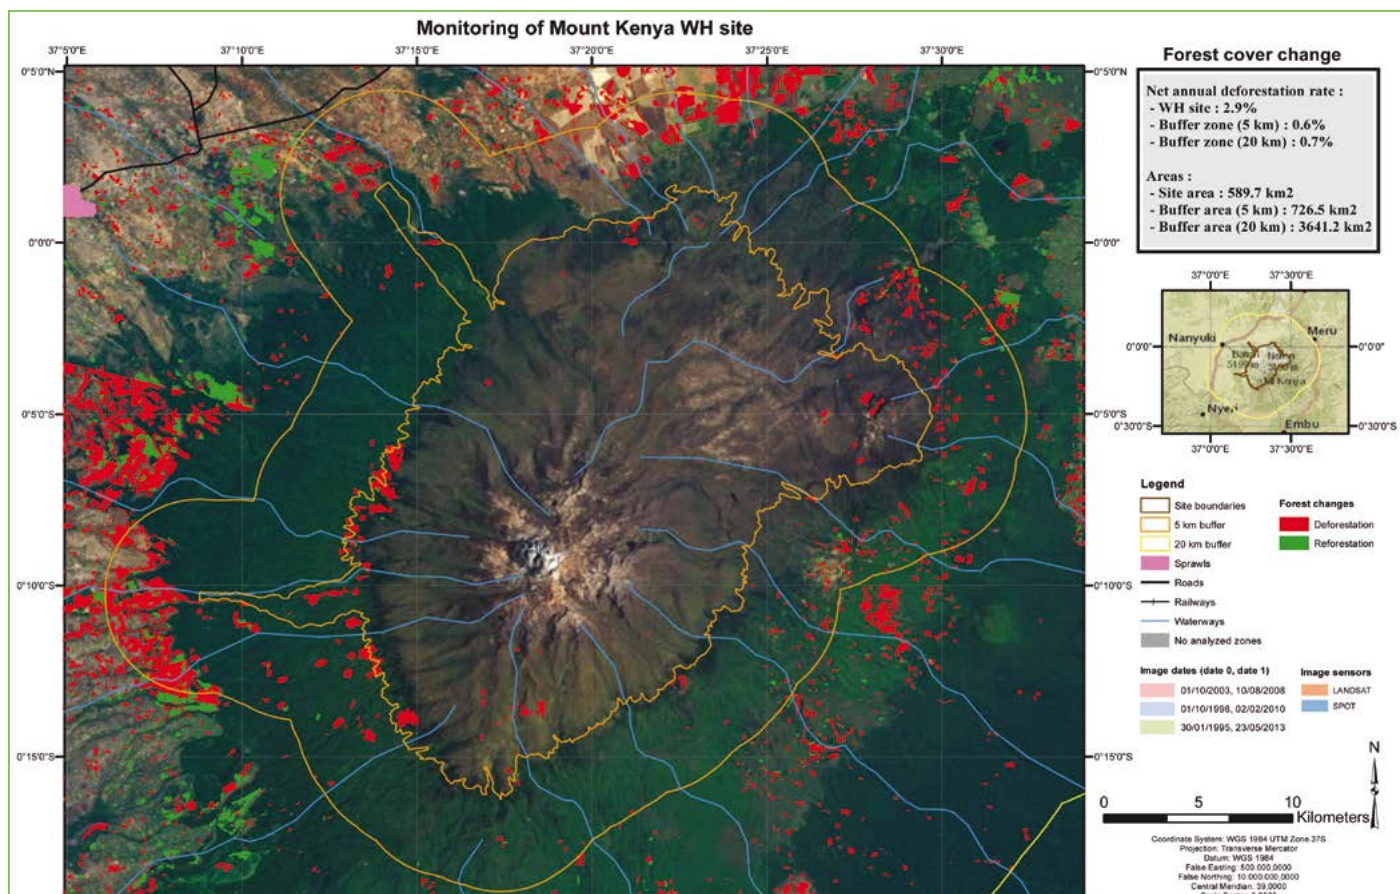 Monitoring of Mount Kenya WH site
37°5'0"E 37°10'0"E 37°15'0"E 37°20'0"E 37°25'0"E 37°30'0"E
0°5'0"N
0°0'0"
0°5'0"S
0°10'0"S
0°15'0"S
0°5'0"N
0°0'0"
0°5'0"S
0°10'0"S
0°15'0"S
Forest cover change
Net annual deforestation rate :
- WH site : 2.9%
- Buffer zone (5 km) : 0.6%
- Buffer zone (20 km) : 0.7%
Areas :
- Site area : 589.7 km2
- Buffer area (5 km) : 726.5 km2
- Buffer area (20 km) : 3641.2 km2
37°0'0"E 37°30'0"E
Nanyuki
Meru
0°0'0"
0°0'0"
5199m
Mt Kenya
Nyeri
Embu
0°30'0"S
0°30'0"S
37°0'0"E 37°30'0"E
Legend
Site boundaries
5 km buffer
20 km buffer
Sprawls
Roads
Railways
Waterways
No analyzed zones
Forest changes
Deforestation
Reforestation
Image dates (date 0, date 1)
01/10/2003, 10/08/2008
01/10/1998, 02/02/2010
30/01/1995, 23/05/2013
Image sensors
LANDSAT
SPOT
N
0 5 10
Kilometers
Coordinate System: WGS 1984 UTM Zone 37S
Projection: Transverse Mercator
Datum: WGS 1984
False Easting: 500 000,0000
False Northing: 10 000 000,0000
Central Meridian: 39,0000